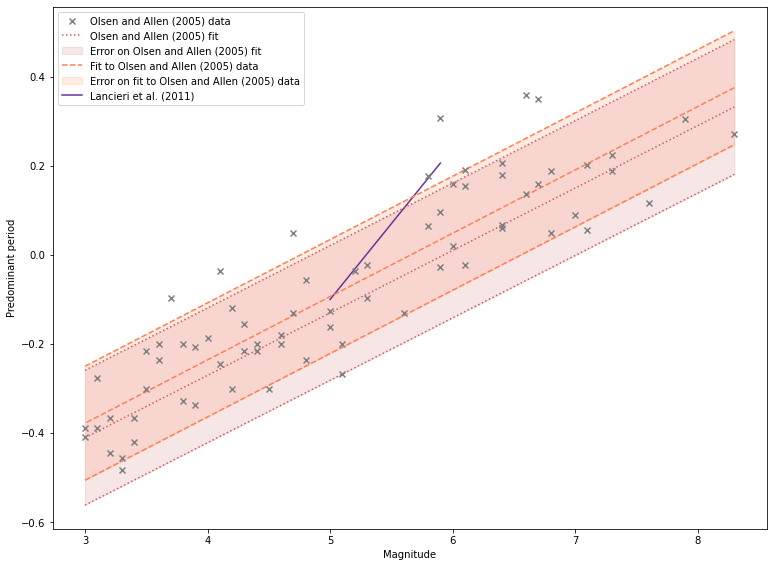 Olsen and Allen (2005) data
Olsen and Allen (2005) fit
Error on Olsen and Allen (2005) fit
Fit to Olsen and Allen (2005) data
Error on fit to Olsen and Allen (2005) data
Lancieri et al. (2011)
Predominant period
0.4
0.2
0.0
−0.2
−0.4
−0.6
3 4 5 6 7 8
Magnitude